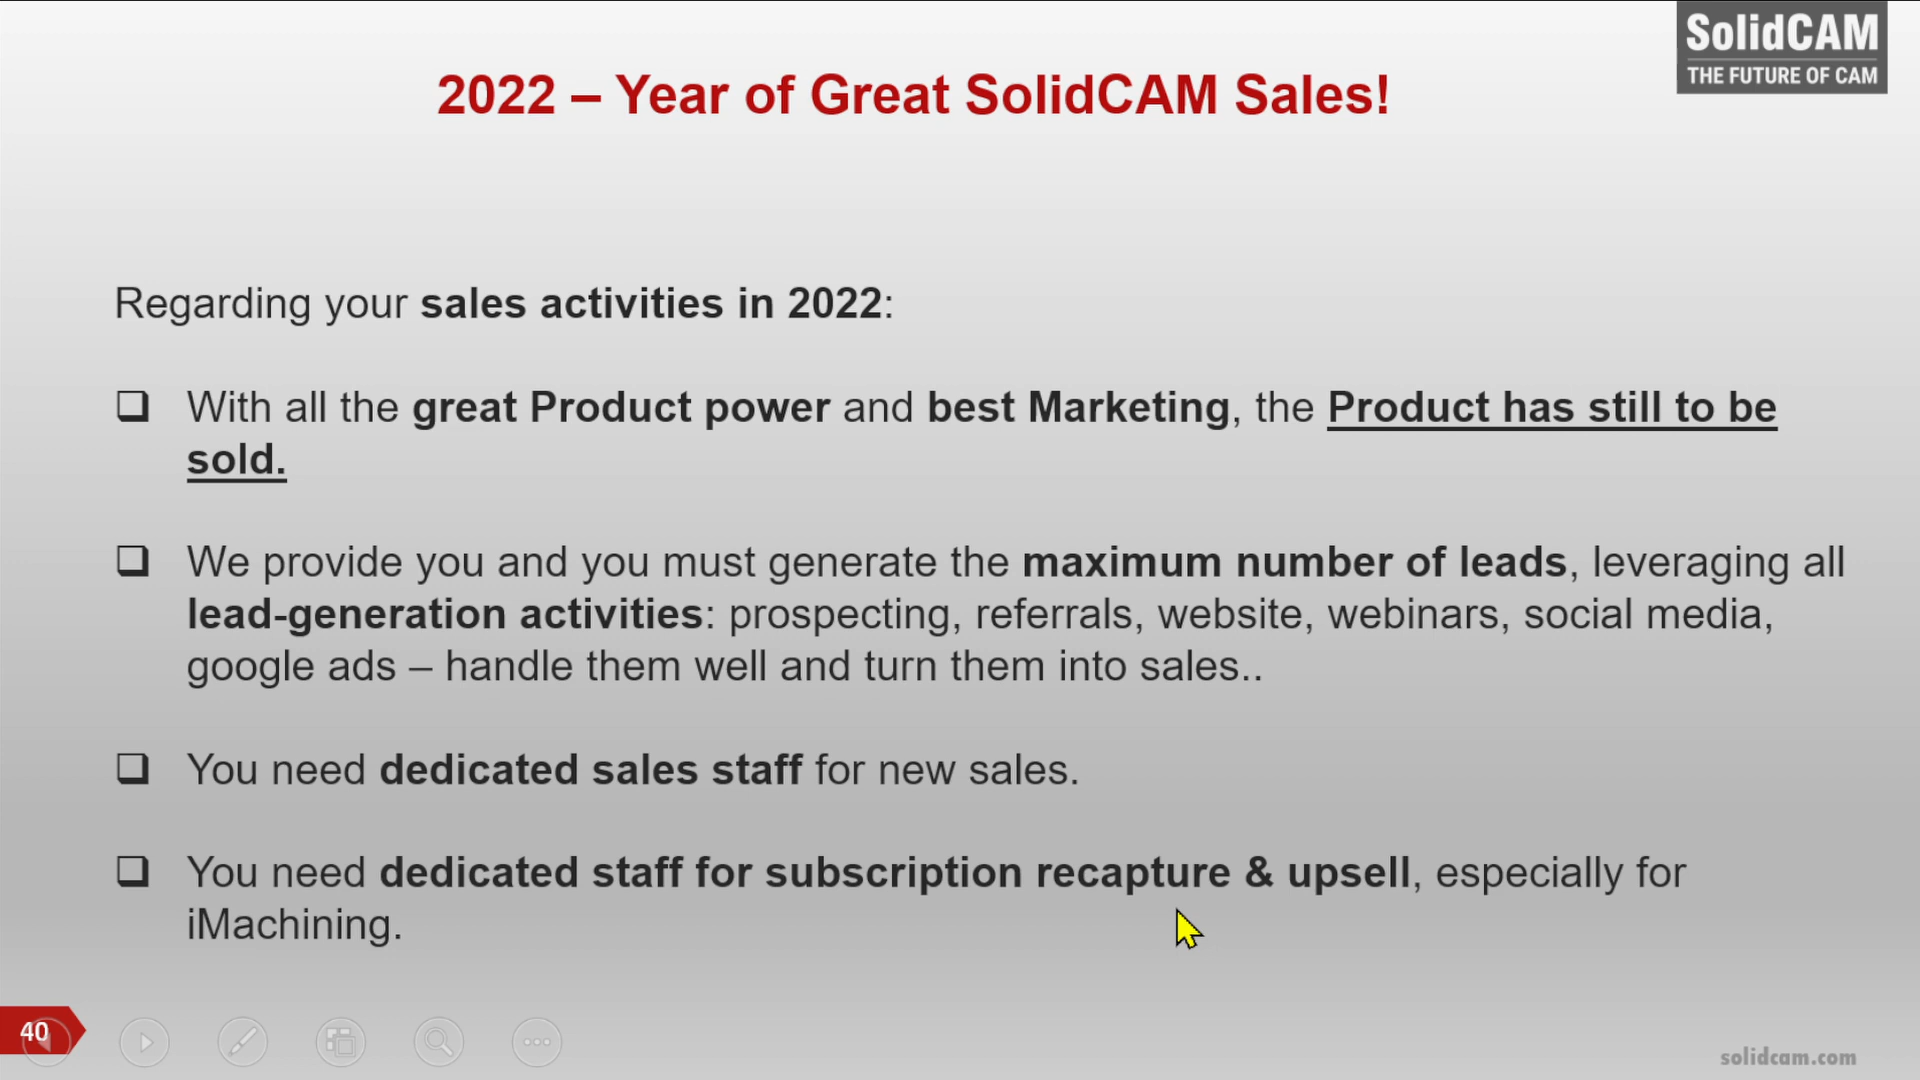 SolidCAM
THE FUTURE OF CAM
2022 – Year of Great SolidCAM Sales!
Regarding your sales activities in 2022:
❑ With all the great Product power and best Marketing, the Product has still to be
sold.
❑ We provide you and you must generate the maximum number of leads, leveraging all
lead-generation activities: prospecting, referrals, website, webinars, social media,
google ads – handle them well and turn them into sales..
❑ You need dedicated sales staff for new sales.
❑ You need dedicated staff for subscription recapture & upsell, especially for
iMachining.
40
solidcam.com